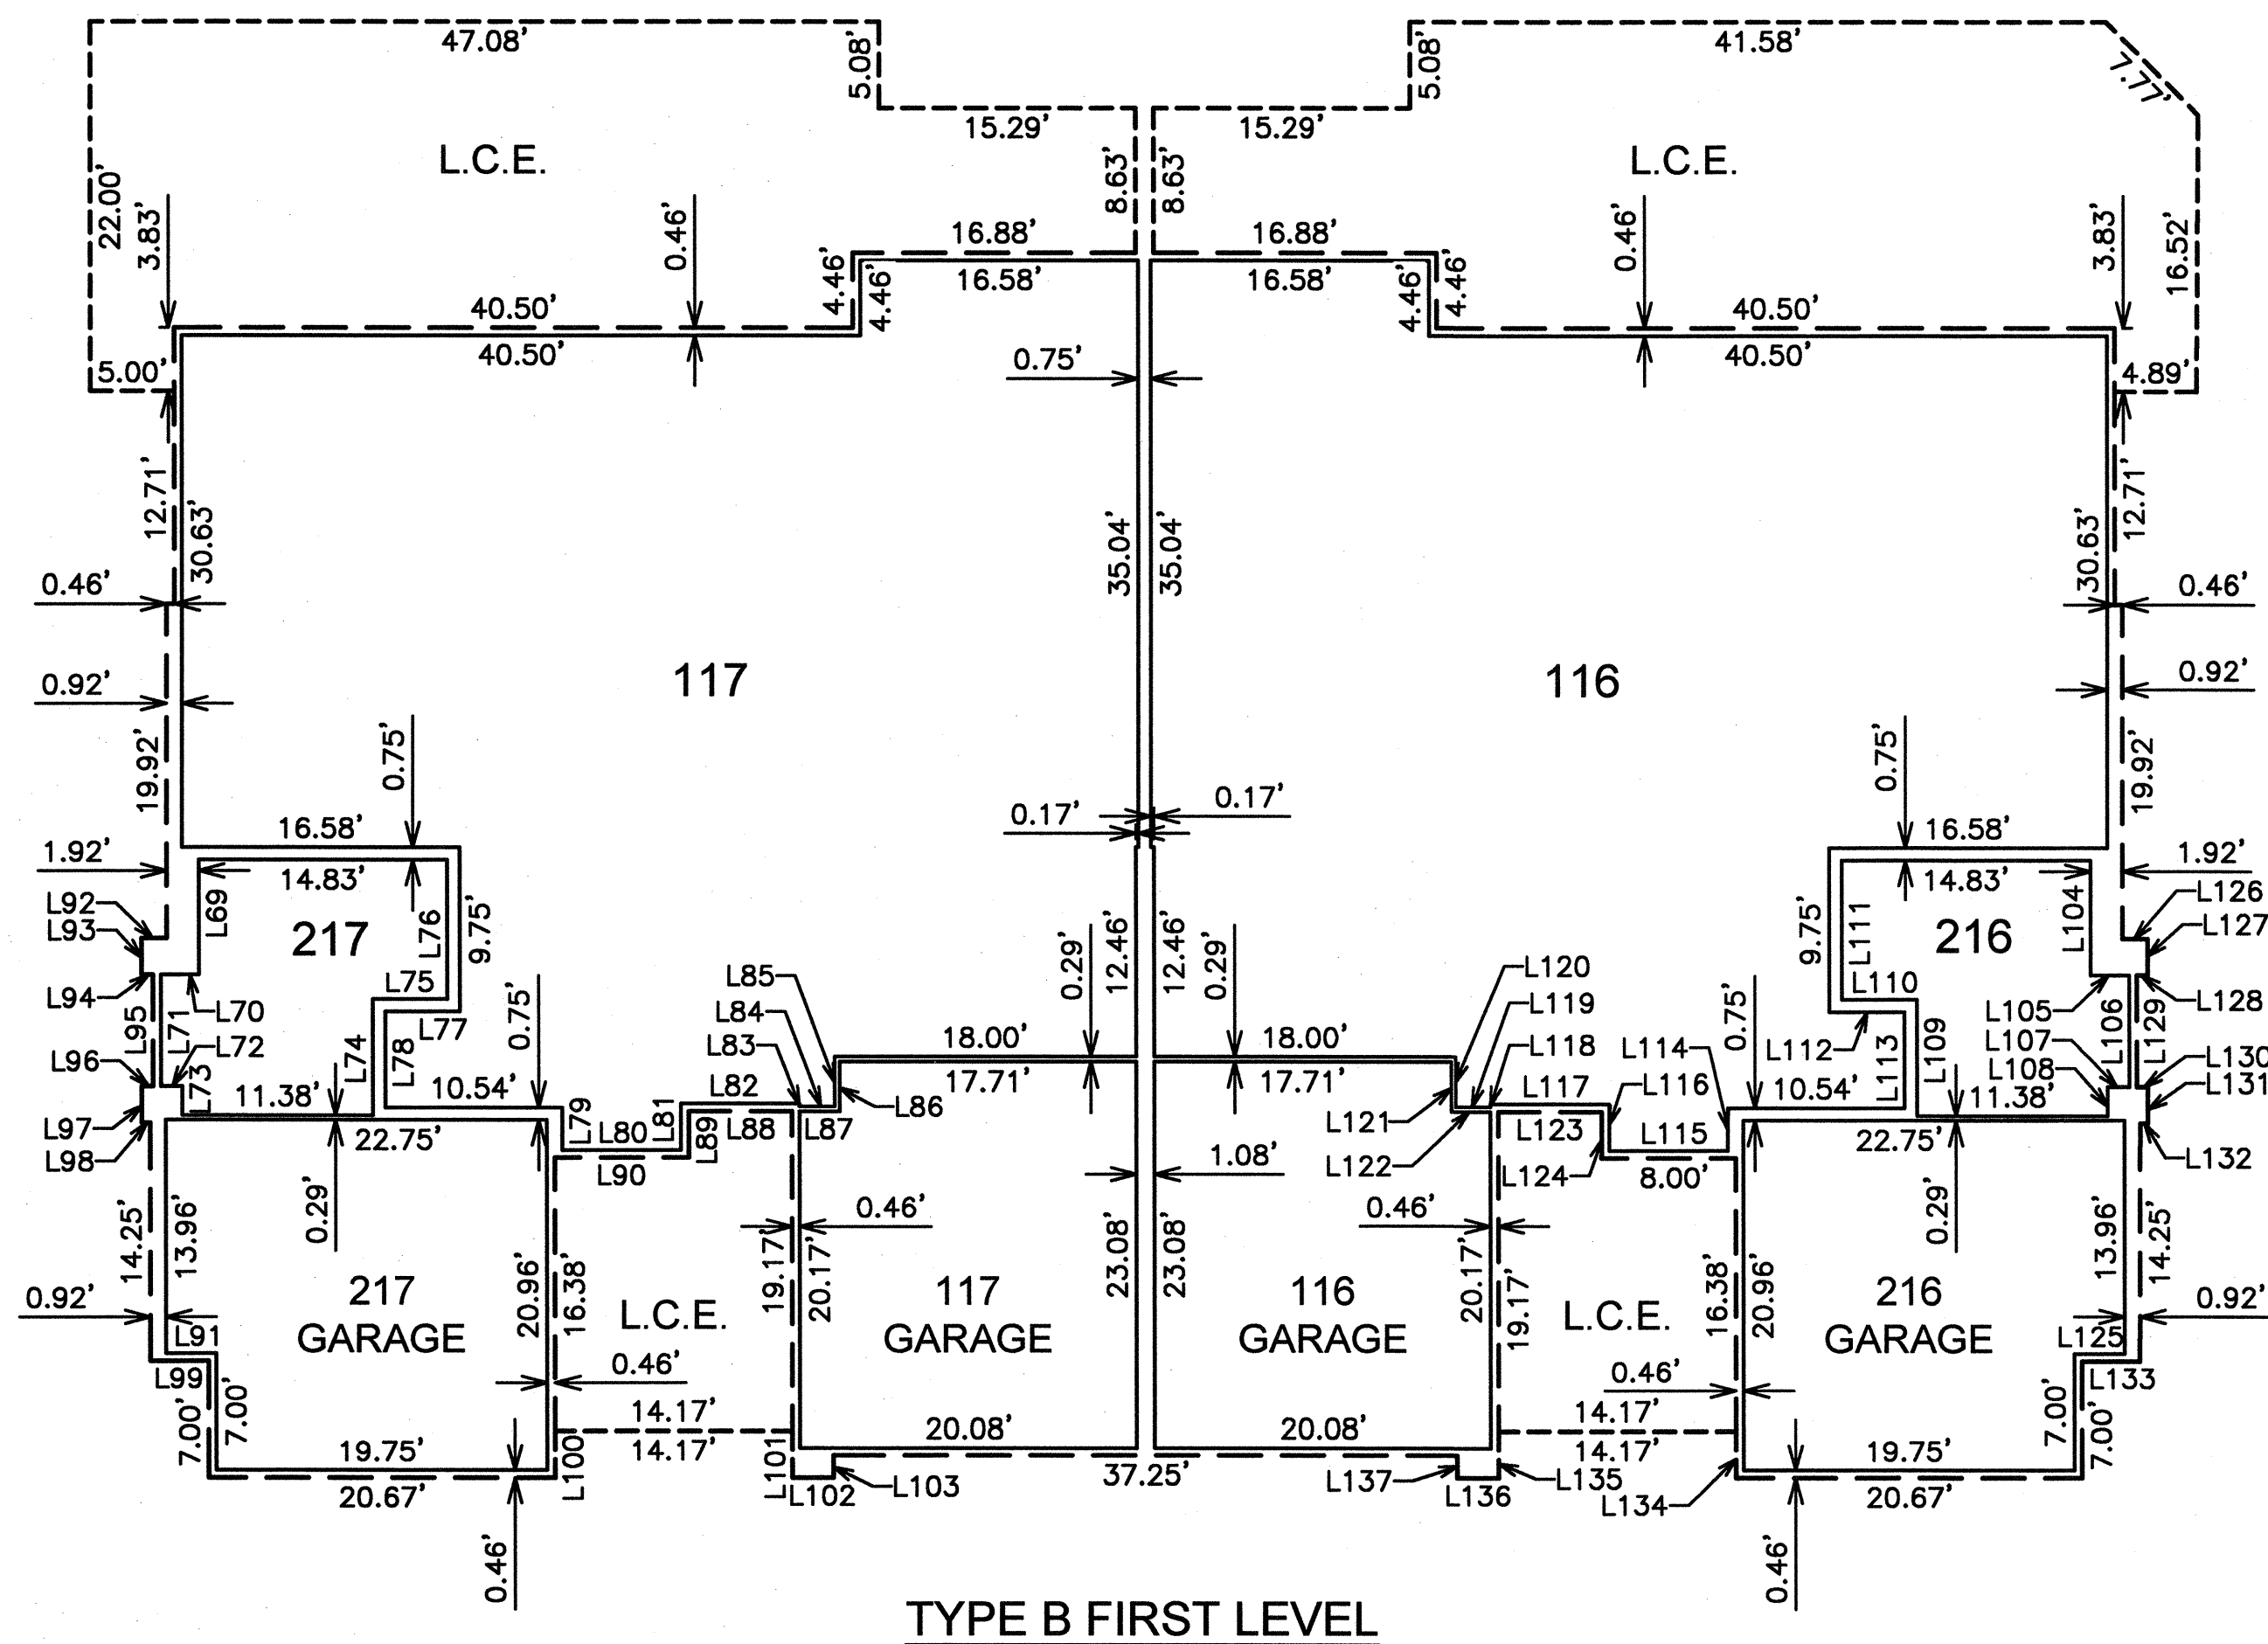 47.08'
41.58'
5.08'
5.08'
7.77'
15.29'
15.29'
L.C.E.
L.C.E.
22.00'
3.83'
0.46'
8.63'
8.63'
0.46'
3.83'
16.52'
16.88'
16.88'
4.46'
4.46'
16.58'
16.58'
4.46'
4.46'
40.50'
40.50'
40.50'
40.50'
5.00'
0.75'
4.89'
12.71'
30.63'
35.04'
35.04'
30.63'
12.71'
0.46'
0.46'
117
116
0.92'
0.92'
19.92'
0.75'
0.17'
0.17'
0.75'
19.92'
16.58'
16.58'
1.92'
14.83'
14.83'
1.92'
L92
L93
L69
217
L76
9.75'
9.75'
L111
216
L104
L126
L127
L94
L70
L75
L77
L85
L84
L83
0.29'
12.46'
12.46'
0.29'
L120
L119
L118
L110
L105
L128
L95
L71
L72
L74
L78
0.75'
L114
0.75'
L112
L113
L109
L107
L106
L129
L108
L96
L73
11.38'
10.54'
L82
18.00'
18.00'
L117
L116
10.54'
11.38'
L130
L131
L97
L98
22.75'
L79
L80
L81
L89
L88
L87
L86
17.71'
17.71'
L121
L122
L123
L124
L115
22.75'
L132
L90
8.00'
14.25'
13.96'
0.29'
1.08'
0.29'
13.96'
14.25'
0.46'
0.46'
19.17'
20.17'
23.08'
23.08'
20.17'
19.17'
20.96'
16.38'
16.38'
20.96'
0.92'
217
GARAGE
L.C.E.
117
GARAGE
116
GARAGE
L.C.E.
216
GARAGE
0.92'
L91
L99
0.46'
0.46'
L125
L133
7.00'
7.00'
14.17'
14.17'
14.17'
14.17'
7.00'
7.00'
19.75'
20.67'
L100
L101
L102
L103
20.08'
20.08'
37.25'
L137
L136
L135
L134
19.75'
20.67'
0.46'
0.46'
TYPE B FIRST LEVEL